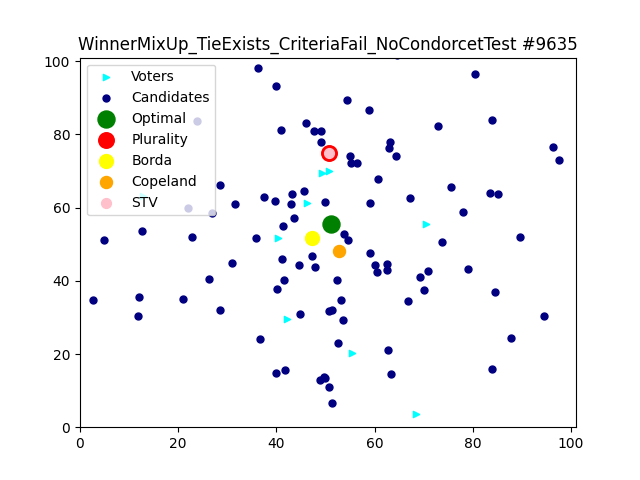 WinnerMixUp_TieExists_CriteriaFail_NoCondorcetTest #9635
100
80
60
40
20
0
Voters
Candidates
Optimal
Plurality
Borda
Copeland
STV
0 20 40 60 80 100